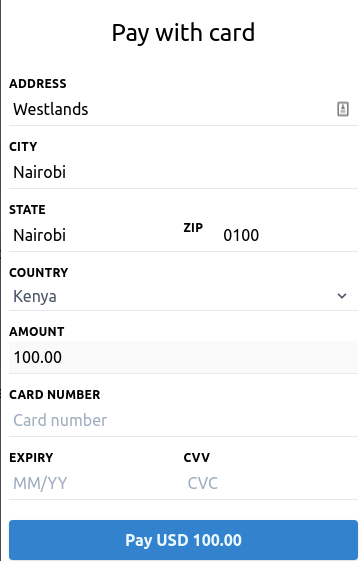 Pay with card
ADDRESS
Westlands
CITY
Nairobi
STATE
Nairobi
ZIP 0100
COUNTRY
Kenya
AMOUNT
100.00
CARD NUMBER
Card number
EXPIRY CVV
MM/YY CVC
Pay USD 100.00